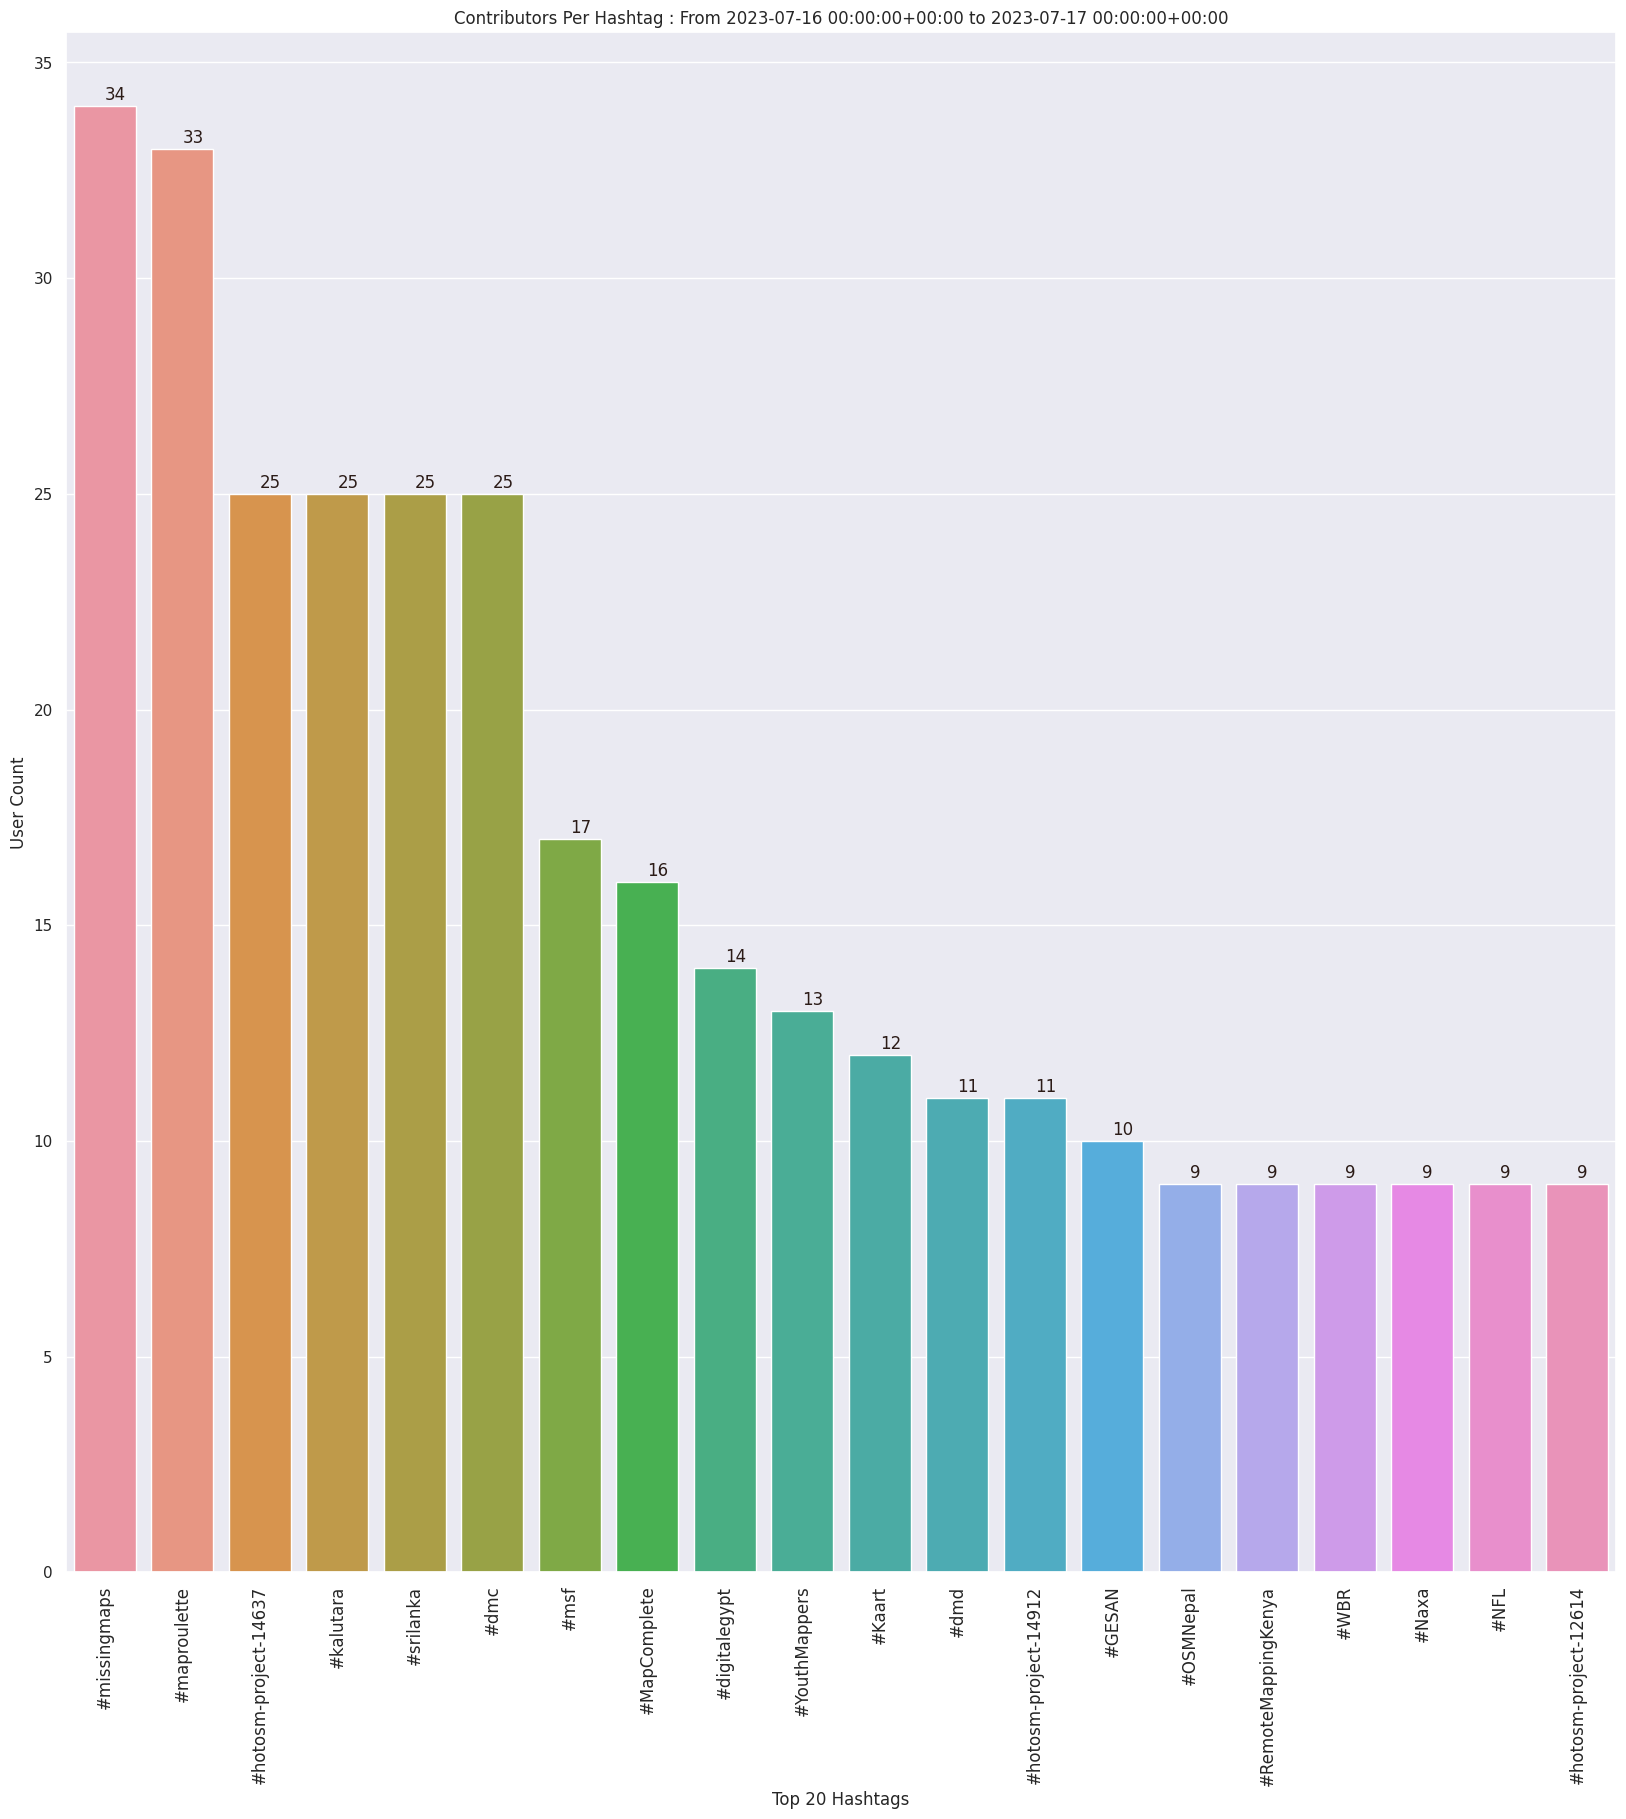 Contributors Per Hashtag : From 2023-07-16 00:00:00+00:00 to 2023-07-17 00:00:00+00:00
35
30
25
20
15
10
5
0
User Count
34
33
25
25
25
25
17
16
14
13
12
11
11
10
9
9
9
9
9
9
#missingmaps
#maproulette
#hotosm-project-14637
#kalutara
#srilanka
#dmc
#msf
#MapComplete
#digitalegypt
#YouthMappers
#Kaart
#dmd
#hotosm-project-14912
#GESAN
#OSMNepal
#RemoteMappingKenya
#WBR
#Naxa
#NFL
#hotosm-project-12614
Top 20 Hashtags